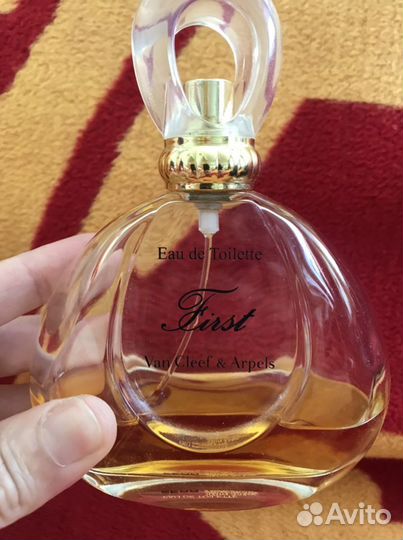 Eau de Toilette
First
Van Cleef & Arpels
Avito